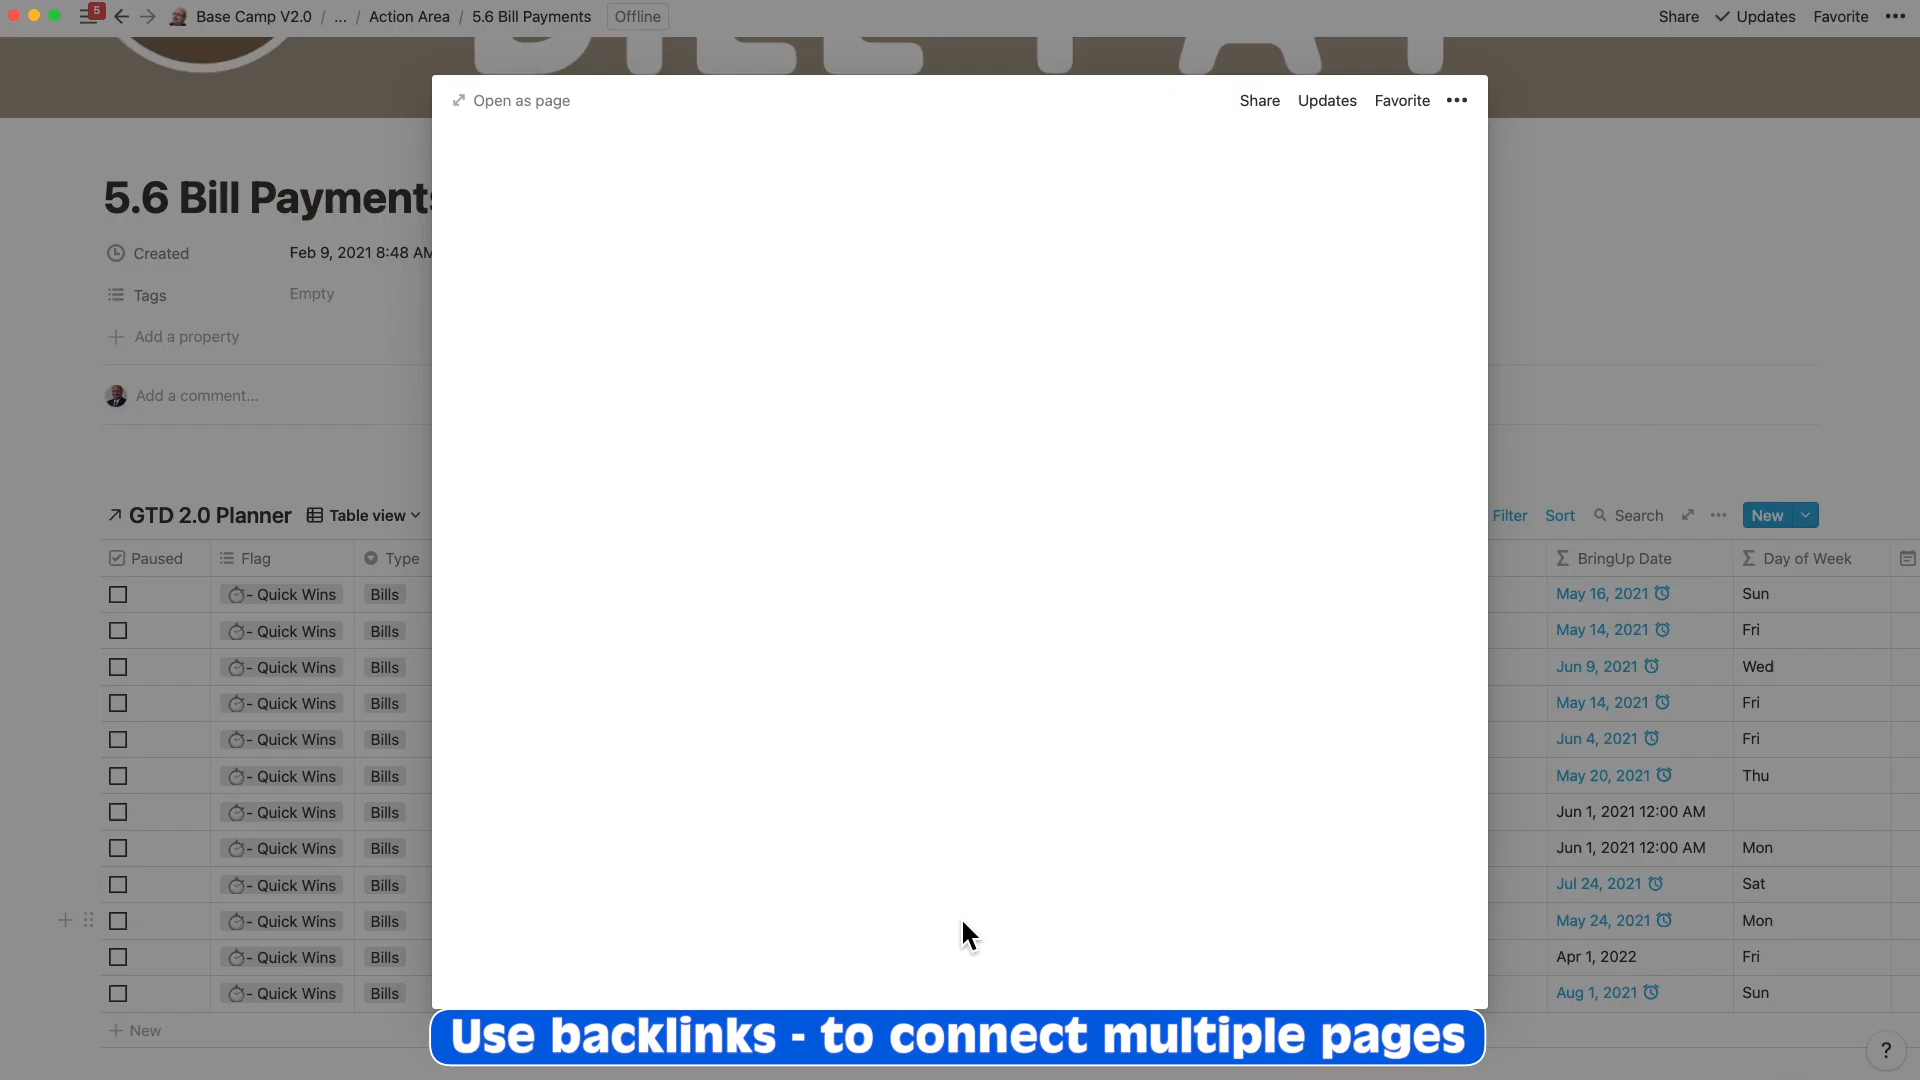 5 Base Camp V2.0 / ... / Action Area / 5.6 Bill Payments Offline Share Updates Favorite
BILL PAY
Open as page Share Updates Favorite
5.6 Bill Payments
Created Feb 9, 2021 8:48 AM
Tags Empty
Add a property
Add a comment...
GTD 2.0 Planner Table view Filter Sort Search New
Paused Flag Type BringUp Date Day of Week
- Quick Wins Bills May 16, 2021 Sun
- Quick Wins Bills May 14, 2021 Fri
- Quick Wins Bills Jun 9, 2021 Wed
- Quick Wins Bills May 14, 2021 Fri
- Quick Wins Bills Jun 4, 2021 Fri
- Quick Wins Bills May 20, 2021 Thu
- Quick Wins Bills Jun 1, 2021 12:00 AM
- Quick Wins Bills Jun 1, 2021 12:00 AM Mon
- Quick Wins Bills Jul 24, 2021 Sat
- Quick Wins Bills May 24, 2021 Mon
- Quick Wins Bills Apr 1, 2022 Fri
- Quick Wins Bills Aug 1, 2021 Sun
+ New
Use backlinks - to connect multiple pages
?